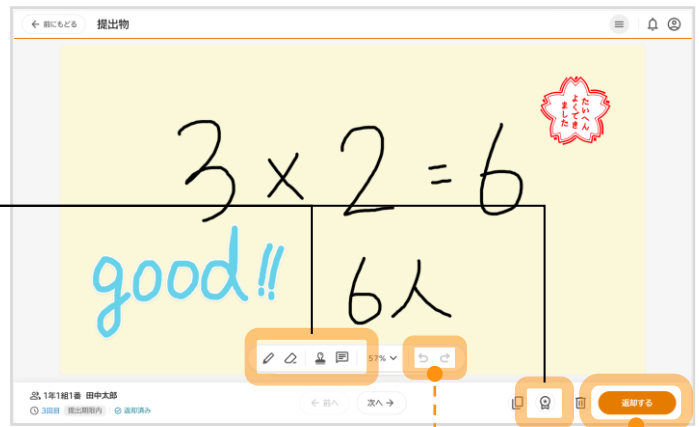 前にもどる 提出物
たいへん
よくでき
ました
3×2=6
good!!
6人
57%
1年1組1番 田中太郎
3回目 提出期限内 返却済み
前へ 次へ
返却する